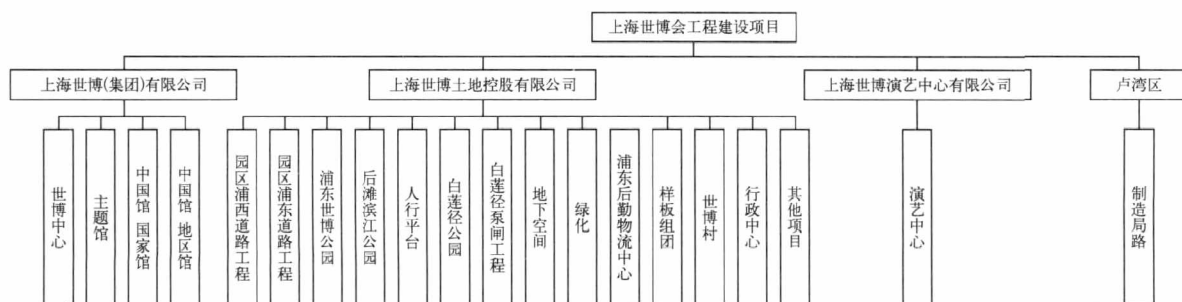 上海世博会工程建设项目
上海世博(集团)有限公司
上海世博土地控股有限公司
上海世博演艺中心有限公司
卢湾区
世博中心
主题馆
中国馆 国家馆
中国馆 地区馆
园区浦西道路工程
园区浦东道路工程
浦东世博公园
后滩滨江公园
人行平台
白莲径公园
白莲径泵闸工程
地下空间
绿化
浦东后勤物流中心
样板组团
世博村
行政中心
其他项目
演艺中心
制造局路